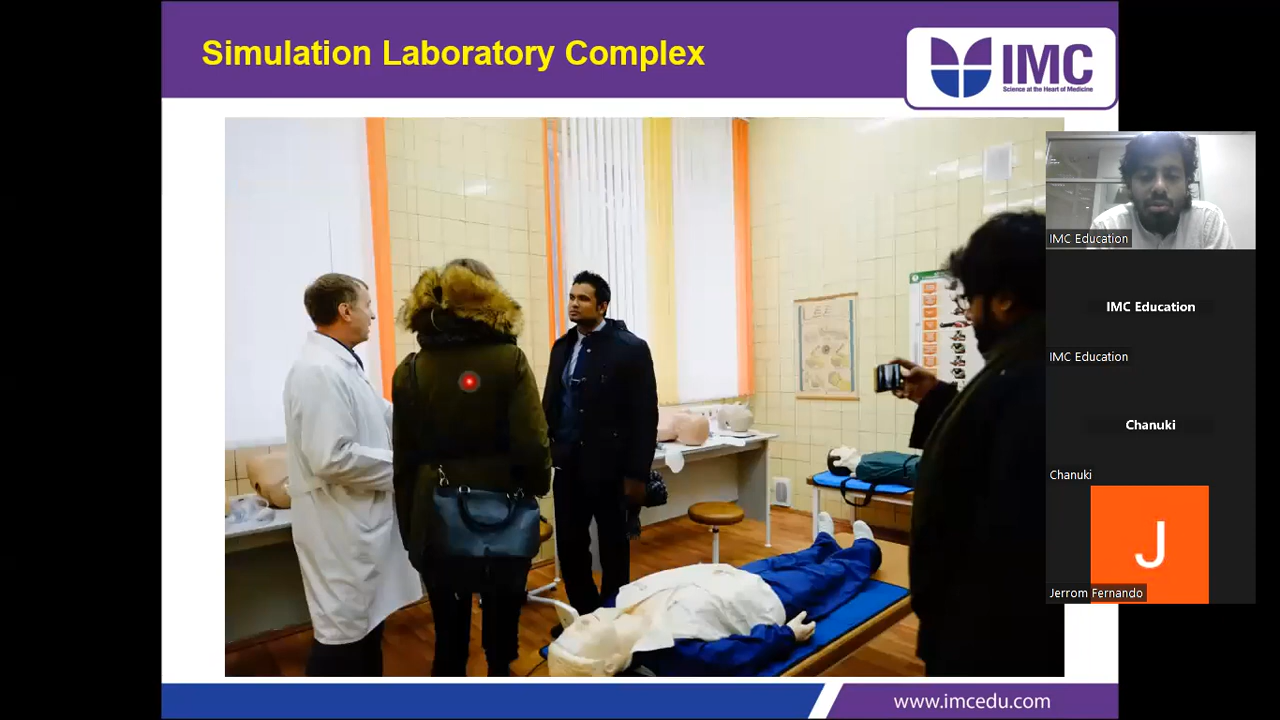 Simulation Laboratory Complex
IMC
Science at the Heart of Medicine
IMC Education
IMC Education
IMC Education
Chanuki
Chanuki
J
Jerrom Fernando
www.imcedu.com